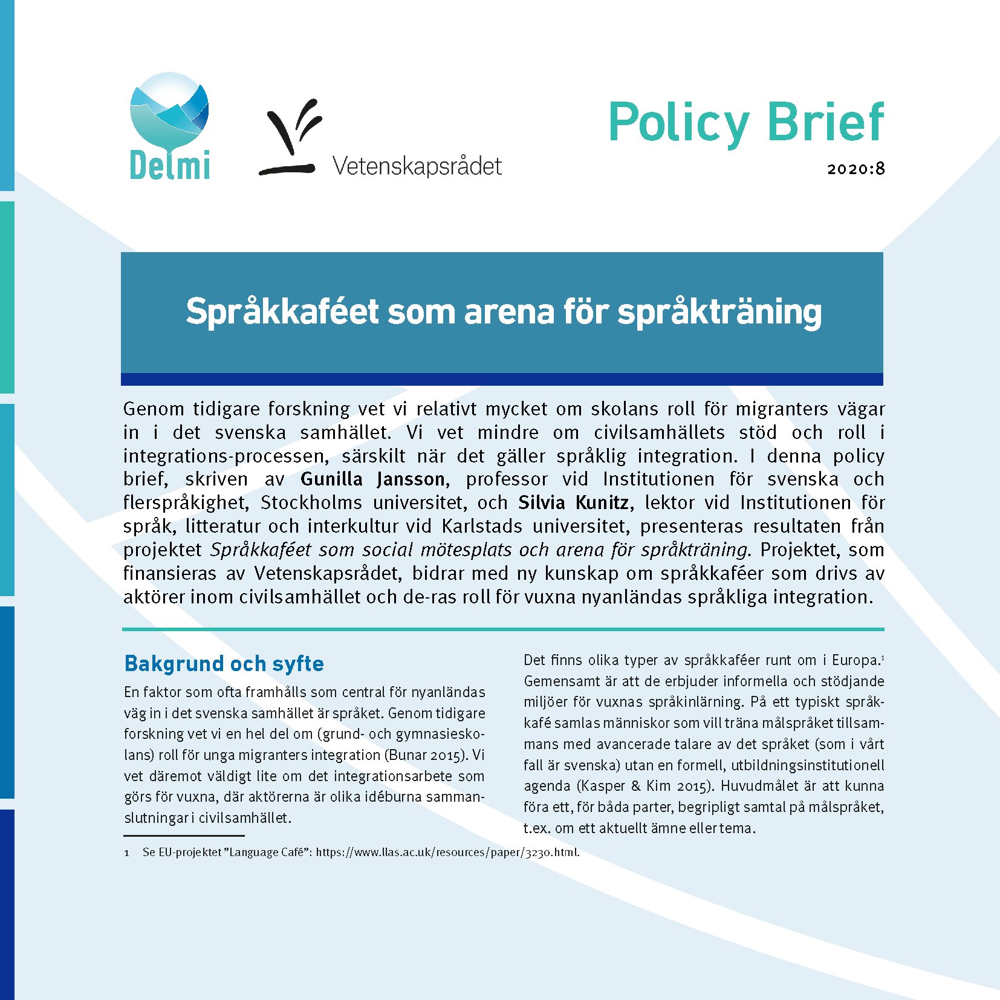 Delmi
Vetenskapsrådet
Policy Brief
2020:8
Språkkaféet som arena för språkträning
Genom tidigare forskning vet vi relativt mycket om skolans roll för migranters vägar
in i det svenska samhället. Vi vet mindre om civilsamhällets stöd och roll i
integrations-processen, särskilt när det gäller språklig integration. I denna policy
brief, skriven av Gunilla Jansson, professor vid Institutionen för svenska och
flerspråkighet, Stockholms universitet, och Silvia Kunitz, lektor vid Institutionen för
språk, litteratur och interkultur vid Karlstads universitet, presenteras resultaten från
projektet Språkkaféet som social mötesplats och arena för språkträning. Projektet, som
finansieras av Vetenskapsrådet, bidrar med ny kunskap om språkkaféer som drivs av
aktörer inom civilsamhället och de-ras roll för vuxna nyanländas språkliga integration.
Bakgrund och syfte
En faktor som ofta framhålls som central för nyanländas
väg in i det svenska samhället är språket. Genom tidigare
forskning vet vi en hel del om (grund- och gymnasiesko-
lans) roll för unga migranters integration (Bunar 2015). Vi
vet däremot väldigt lite om det integrationsarbete som
görs för vuxna, där aktörerna är olika idéburna samman-
slutningar i civilsamhället.
Det finns olika typer av språkkaféer runt om i Europa.1
Gemensamt är att de erbjuder informella och stödjande
miljöer för vuxnas språkinlärning. På ett typiskt språk-
kafé samlas människor som vill träna målspråket tillsam-
mans med avancerade talare av det språket (som i vårt
fall är svenska) utan en formell, utbildningsinstitutionell
agenda (Kasper & Kim 2015). Huvudmålet är att kunna
föra ett, för båda parter, begripligt samtal på målspråket,
t.ex. om ett aktuellt ämne eller tema.
1 Se EU-projektet ”Language Café”: https://www.llas.ac.uk/resources/paper/3230.html.